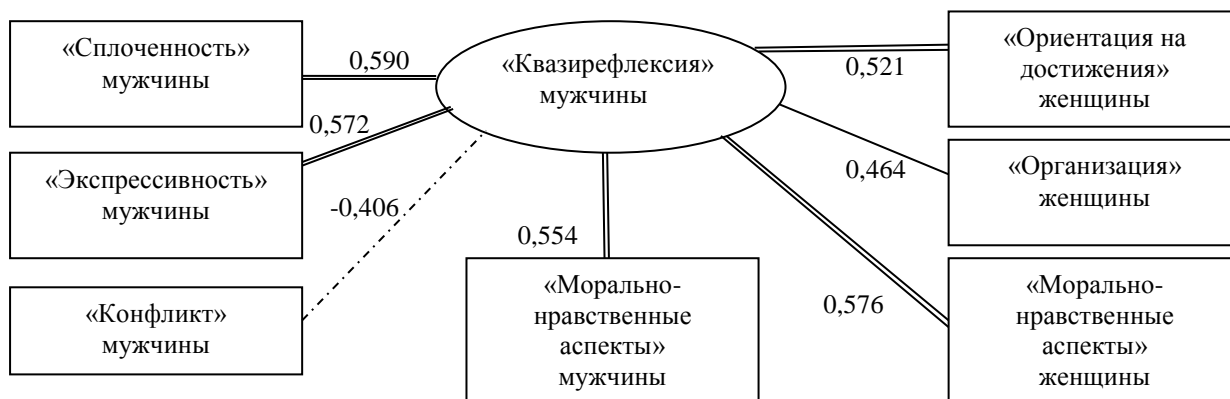 «Сплоченность»
мужчины
0,590
«Квазирефлексия»
мужчины
0,521
«Ориентация на
достижения»
женщины
«Экспрессивность»
мужчины
0,572
0,464
«Организация»
женщины
«Конфликт»
мужчины
-0,406
0,554
«Морально-
нравственные
аспекты»
мужчины
0,576
«Морально-
нравственные
аспекты»
женщины